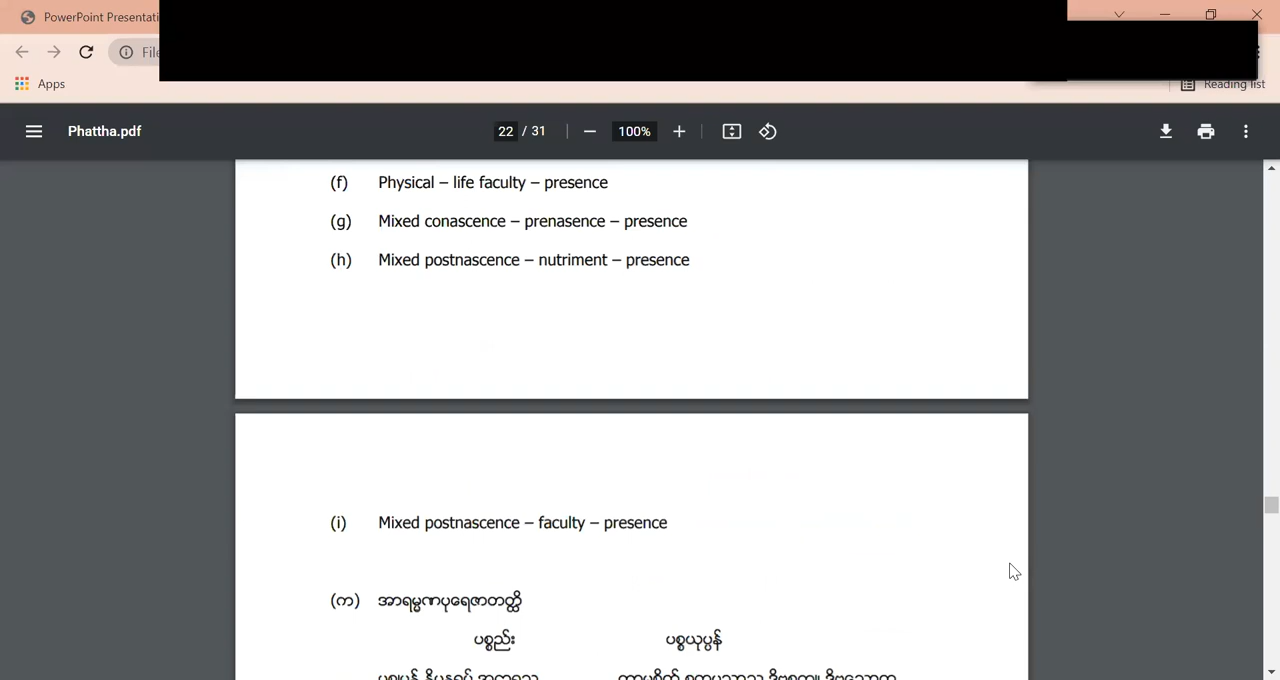 PowerPoint Presentati
File
Apps
Reading list
Phattha.pdf
22 / 31
100%
(f) Physical – life faculty – presence
(g) Mixed conascence – prenasence – presence
(h) Mixed postnascence – nutriment – presence
(i) Mixed postnascence – faculty – presence
(က) အာရမ္မဏပုရေဇာတတ္ထိ
ပစ္စည်း ပစ္စယုပ္ပန်